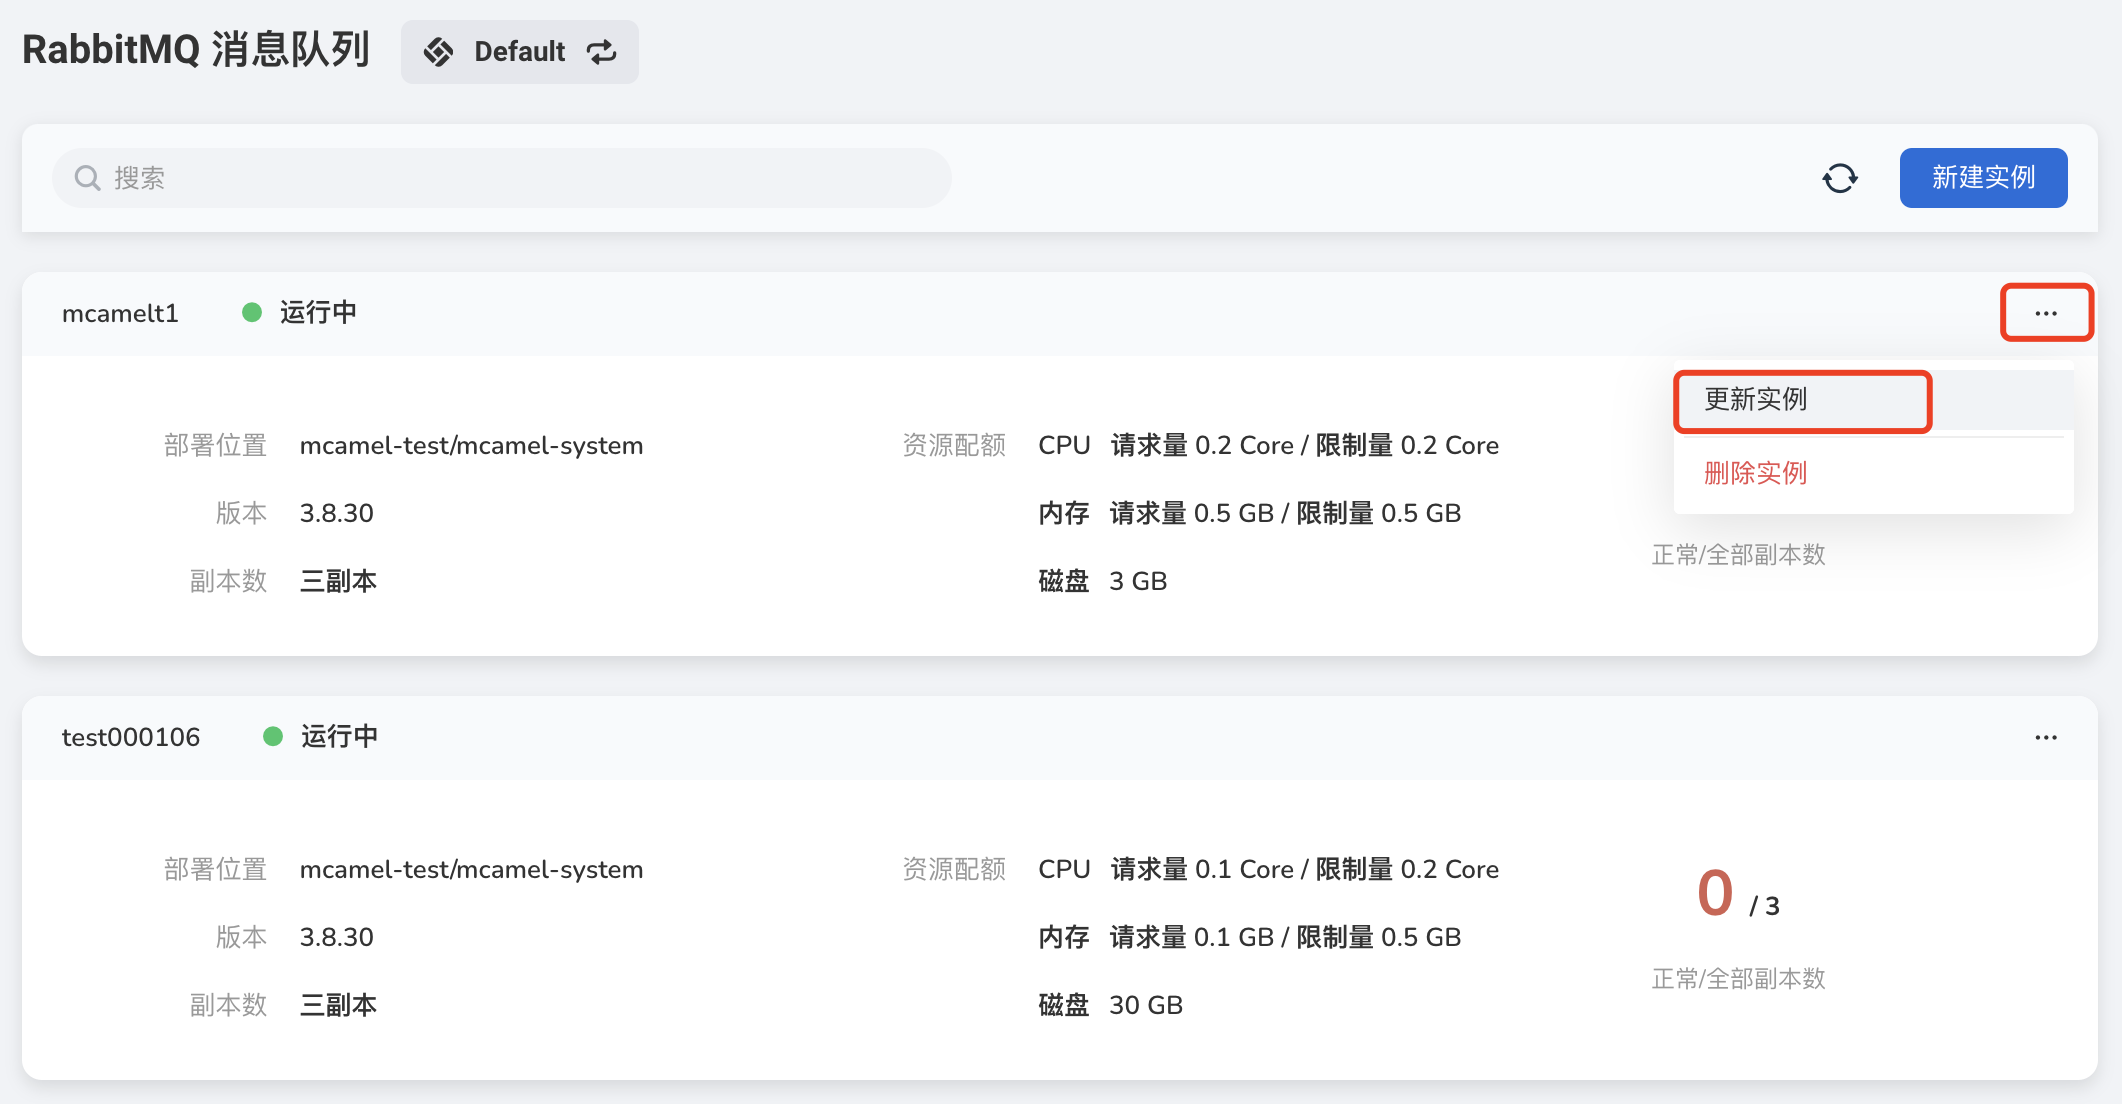 RabbitMQ 消息队列 Default
搜索
新建实例
mcamelt1 运行中 ...
更新实例
删除实例
部署位置 mcamel-test/mcamel-system 资源配额 CPU 请求量 0.2 Core / 限制量 0.2 Core
版本 3.8.30 内存 请求量 0.5 GB / 限制量 0.5 GB
正常/全部副本数
副本数 三副本 磁盘 3 GB
test000106 运行中 ...
部署位置 mcamel-test/mcamel-system 资源配额 CPU 请求量 0.1 Core / 限制量 0.2 Core
0 / 3
版本 3.8.30 内存 请求量 0.1 GB / 限制量 0.5 GB
正常/全部副本数
副本数 三副本 磁盘 30 GB